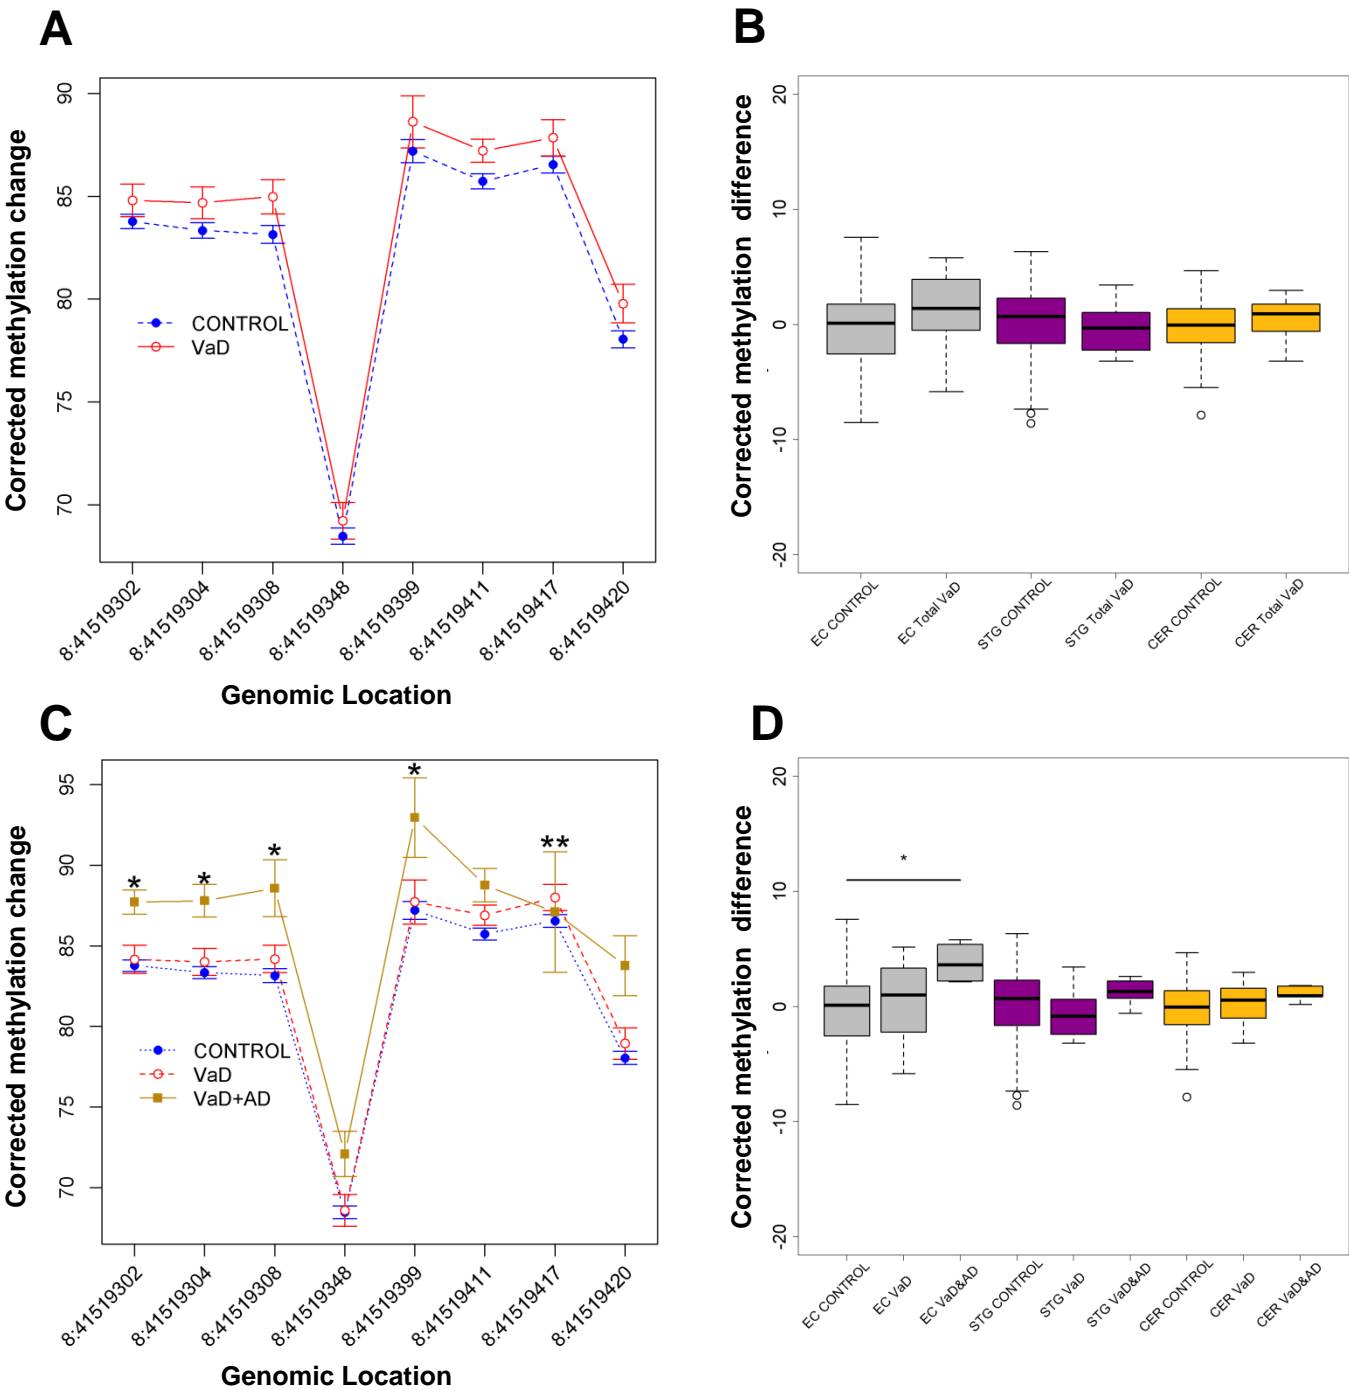 A
Corrected methylation change
90
85
80
75
70
CONTROL
VaD
8:41519302
8:41519304
8:41519308
8:41519348
8:41519399
8:41519411
8:41519417
8:41519420
Genomic Location
B
Corrected methylation difference
20
10
0
-10
-20
EC CONTROL
EC Total VaD
STG CONTROL
STG Total VaD
CER CONTROL
CER Total VaD
C
Corrected methylation change
95
90
85
80
75
70
*
*
*
*
**
CONTROL
VaD
VaD+AD
8:41519302
8:41519304
8:41519308
8:41519348
8:41519399
8:41519411
8:41519417
8:41519420
Genomic Location
D
Corrected methylation difference
20
10
0
-10
-20
*
EC CONTROL
EC VaD
EC VaD&AD
STG CONTROL
STG VaD
STG VaD&AD
CER CONTROL
CER VaD
CER VaD&AD